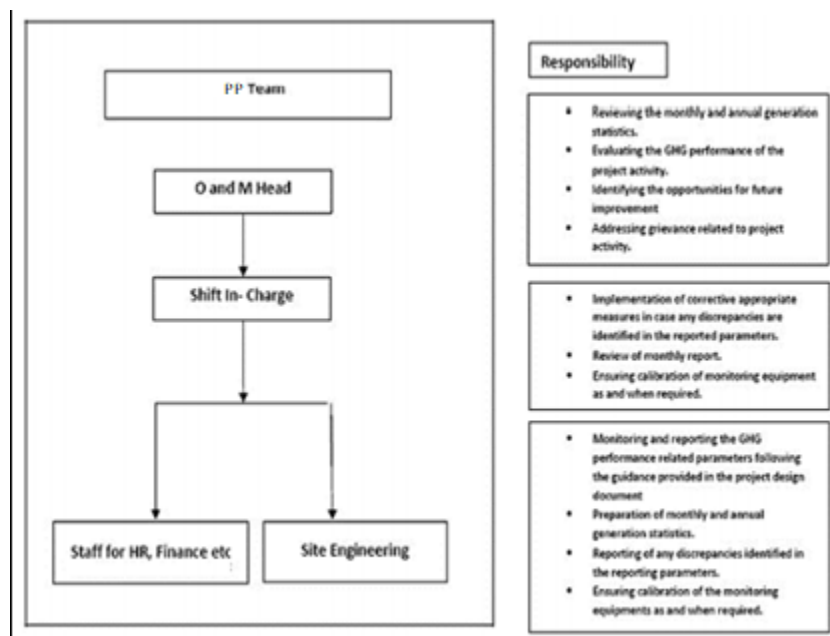 PP Team
O and M Head
Shift In- Charge
Staff for HR, Finance etc
Site Engineering
Responsibility
• Reviewing the monthly and annual generation
statistics.
• Evaluating the GHG performance of the
project activity.
• Identifying the opportunities for future
improvement
• Addressing grievance related to project
activity.
• Implementation of corrective appropriate
measures in case any discrepancies are
identified in the reported parameters.
• Review of monthly report.
• Ensuring calibration of monitoring equipment
as and when required.
• Monitoring and reporting the GHG
performance related parameters following
the guidance provided in the project design
document
• Preparation of monthly and annual
generation statistics.
• Reporting of any discrepancies identified in
the reporting parameters.
• Ensuring calibration of the monitoring
equipments as and when required.